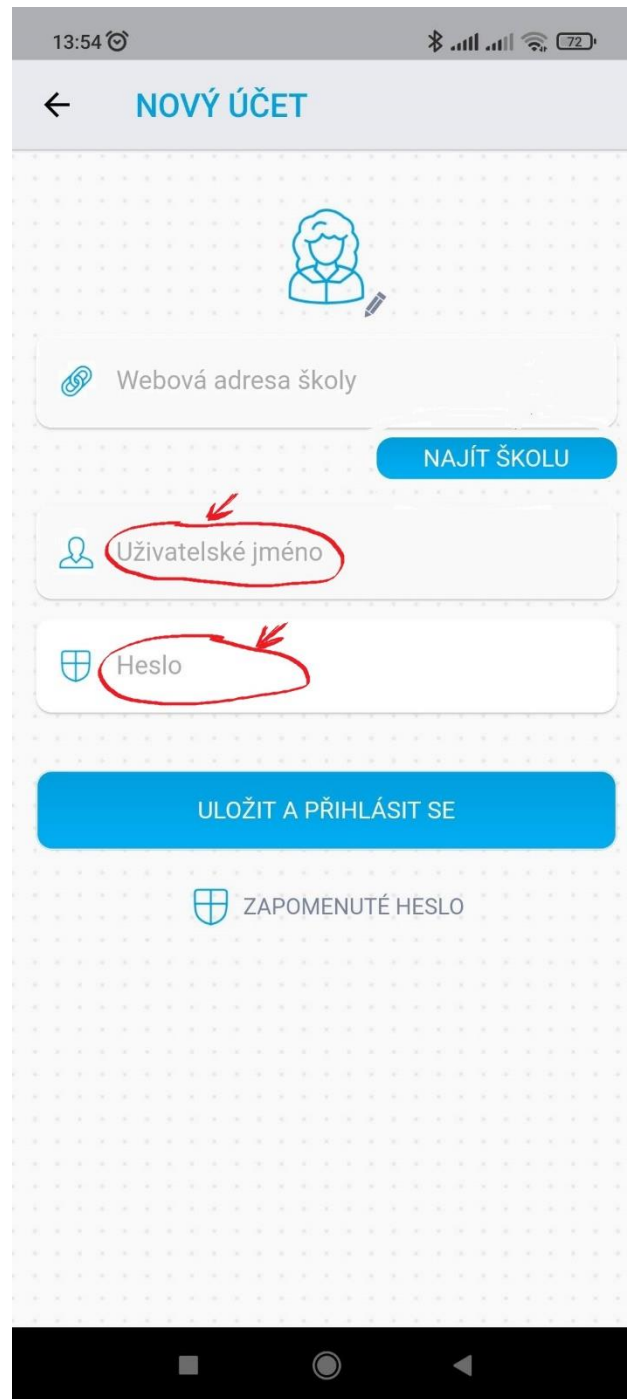 13:54
72
NOVÝ ÚČET
Webová adresa školy
NAJÍT ŠKOLU
Uživatelské jméno
Heslo
ULOŽIT A PŘIHLÁSIT SE
ZAPOMENUTÉ HESLO